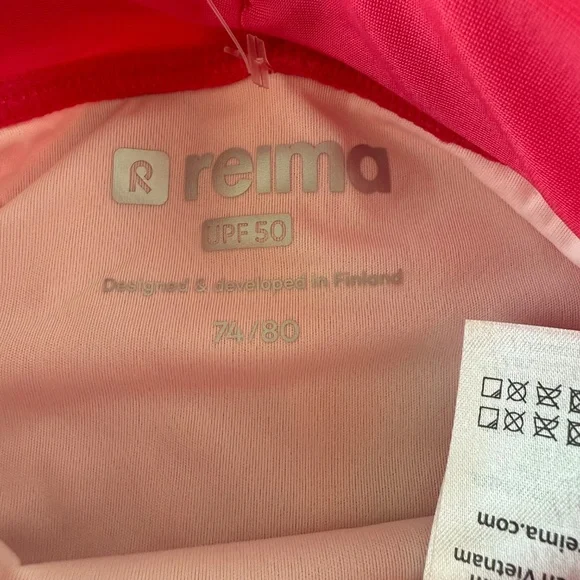 R reima
UPF 50
Designed & developed in Finland
74/80
reima.com
Vietnam